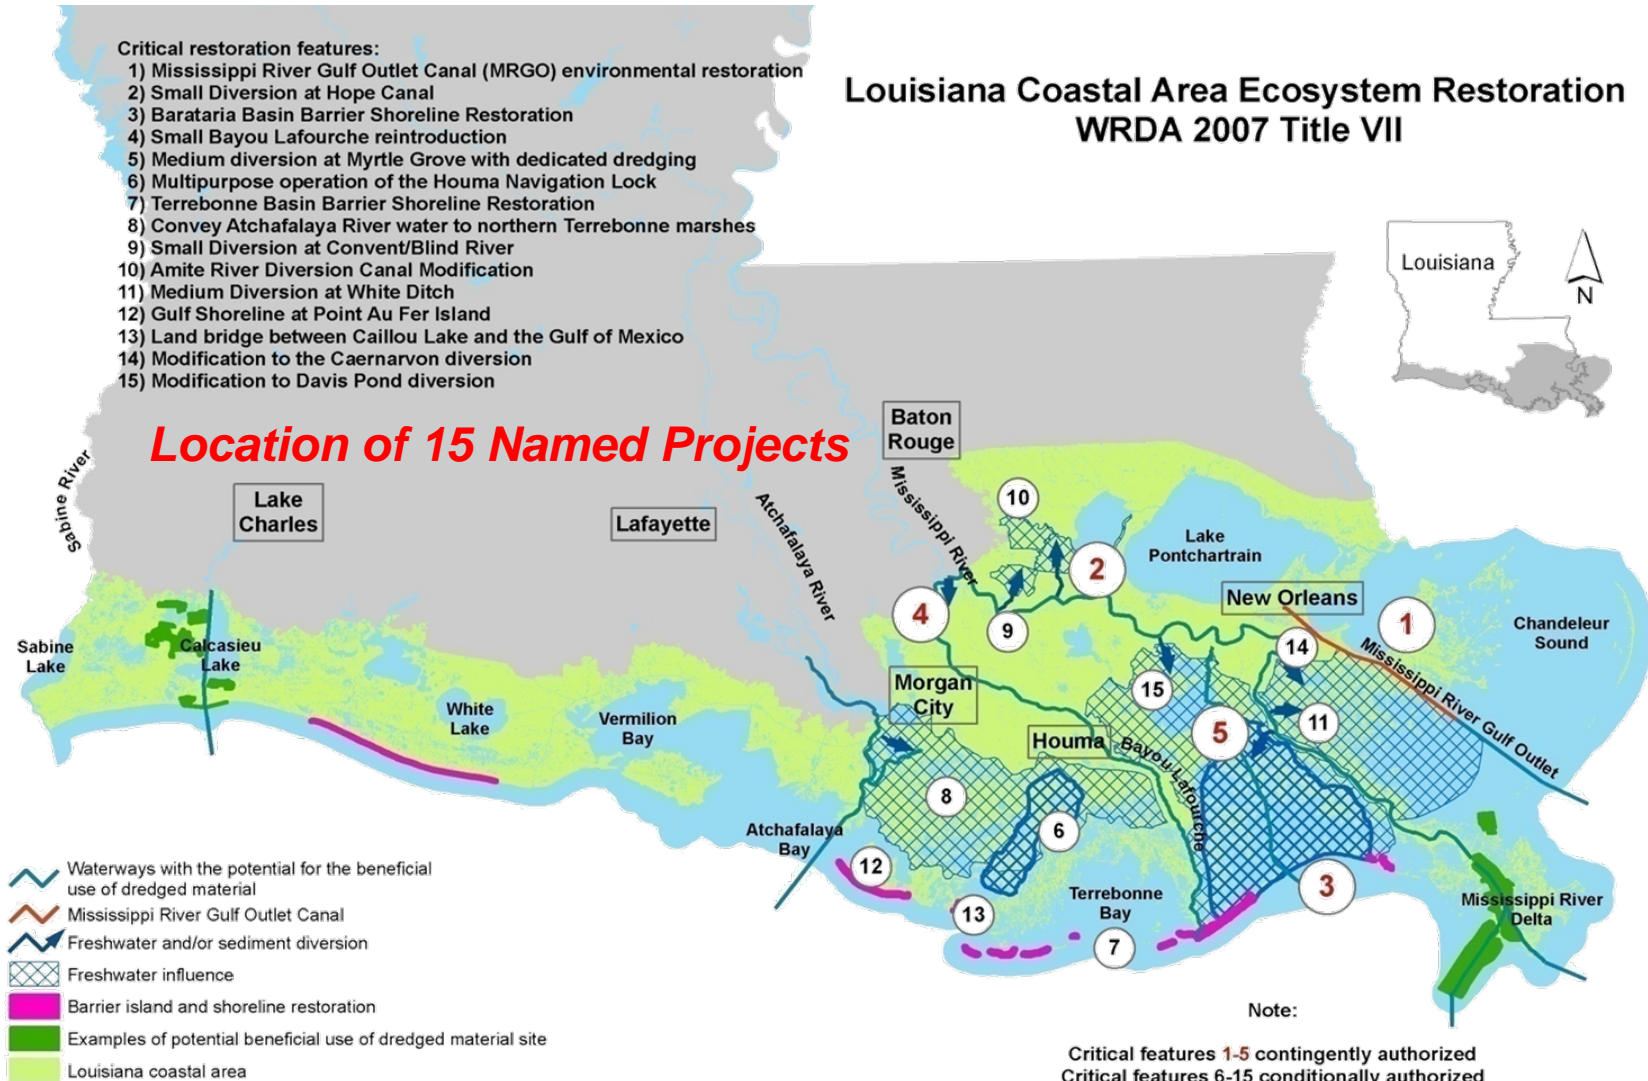 Critical restoration features:
1) Mississippi River Gulf Outlet Canal (MRGO) environmental restoration
2) Small Diversion at Hope Canal
3) Barataria Basin Barrier Shoreline Restoration
4) Small Bayou Lafourche reintroduction
5) Medium diversion at Myrtle Grove with dedicated dredging
6) Multipurpose operation of the Houma Navigation Lock
7) Terrebonne Basin Barrier Shoreline Restoration
8) Convey Atchafalaya River water to northern Terrebonne marshes
9) Small Diversion at Convent/Blind River
10) Amite River Diversion Canal Modification
11) Medium Diversion at White Ditch
12) Gulf Shoreline at Point Au Fer Island
13) Land bridge between Caillou Lake and the Gulf of Mexico
14) Modification to the Caernarvon diversion
15) Modification to Davis Pond diversion
Louisiana Coastal Area Ecosystem Restoration
WRDA 2007 Title VII
Louisiana
N
Location of 15 Named Projects
Baton
Rouge
Sabine River
Lake
Charles
Lafayette
Atchafalaya River
Mississippi River
10
Lake
Pontchartrain
2
New Orleans
4
9
1
Chandeleur
Sound
14
Mississippi River Gulf Outlet
Sabine
Lake
Calcasieu
Lake
Morgan
City
15
White
Lake
Vermilion
Bay
Houma
Bayou Lafourche
5
11
8
6
Atchafalaya
Bay
12
13
Terrebonne
Bay
7
3
Mississippi River
Delta
Waterways with the potential for the beneficial
use of dredged material
Mississippi River Gulf Outlet Canal
Freshwater and/or sediment diversion
Freshwater influence
Barrier island and shoreline restoration
Examples of potential beneficial use of dredged material site
Louisiana coastal area
Note:
Critical features 1-5 contingently authorized
Critical features 6-15 conditionally authorized